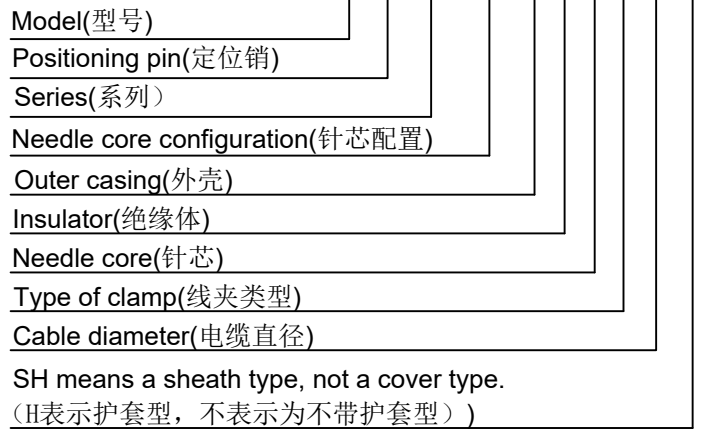 Model(型号)
Positioning pin(定位销)
Series(系列）
Needle core configuration(针芯配置)
Outer casing(外壳)
Insulator(绝缘体)
Needle core(针芯)
Type of clamp(线夹类型)
Cable diameter(电缆直径)
SH means a sheath type, not a cover type.
（H表示护套型，不表示为不带护套型）)